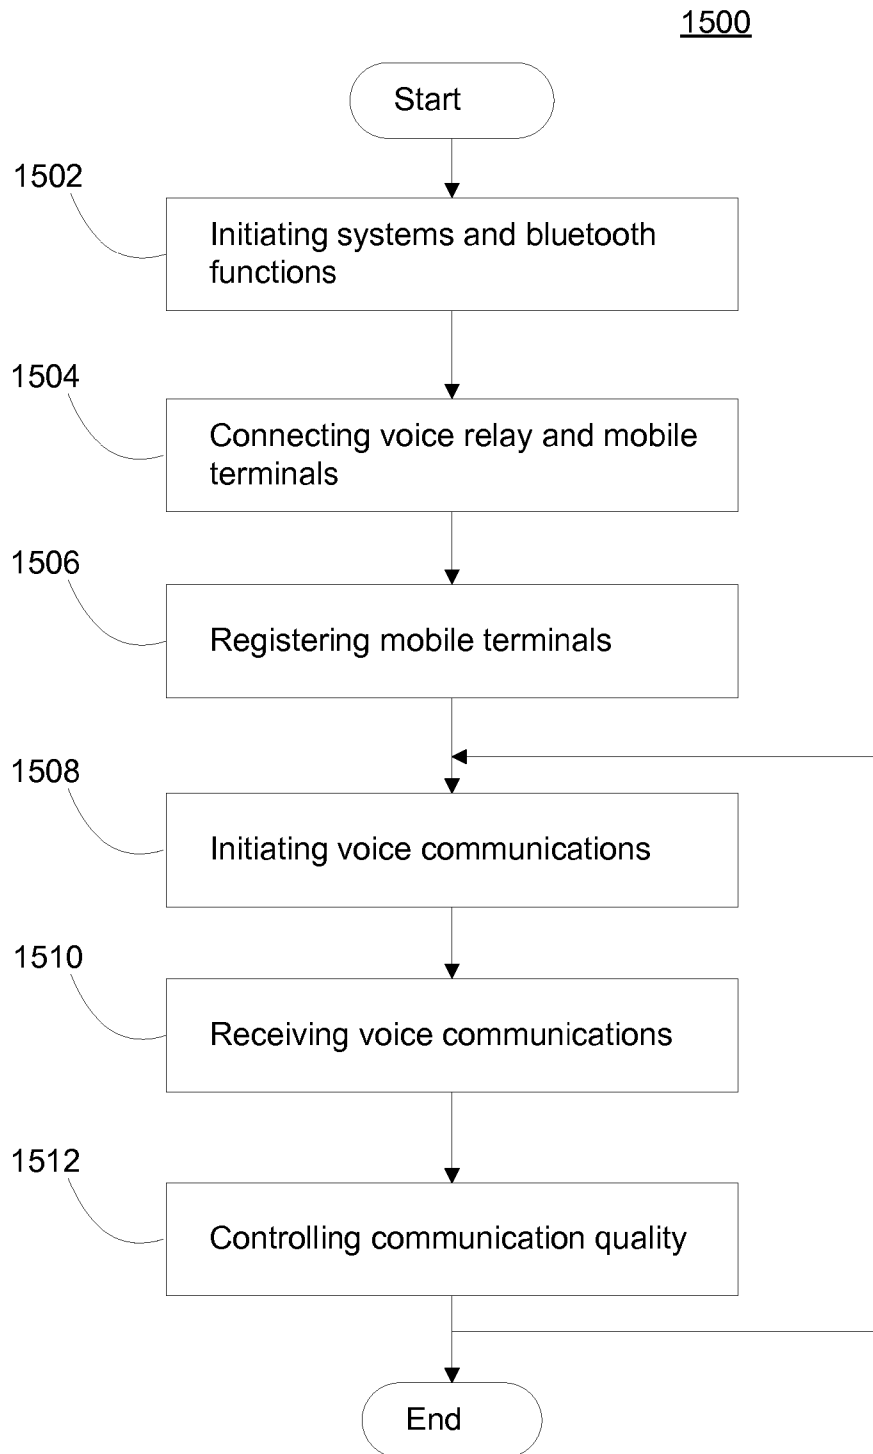 1500
Start
1502
Initiating systems and bluetooth
functions
1504
Connecting voice relay and mobile
terminals
1506
Registering mobile terminals
1508
Initiating voice communications
1510
Receiving voice communications
1512
Controlling communication quality
End